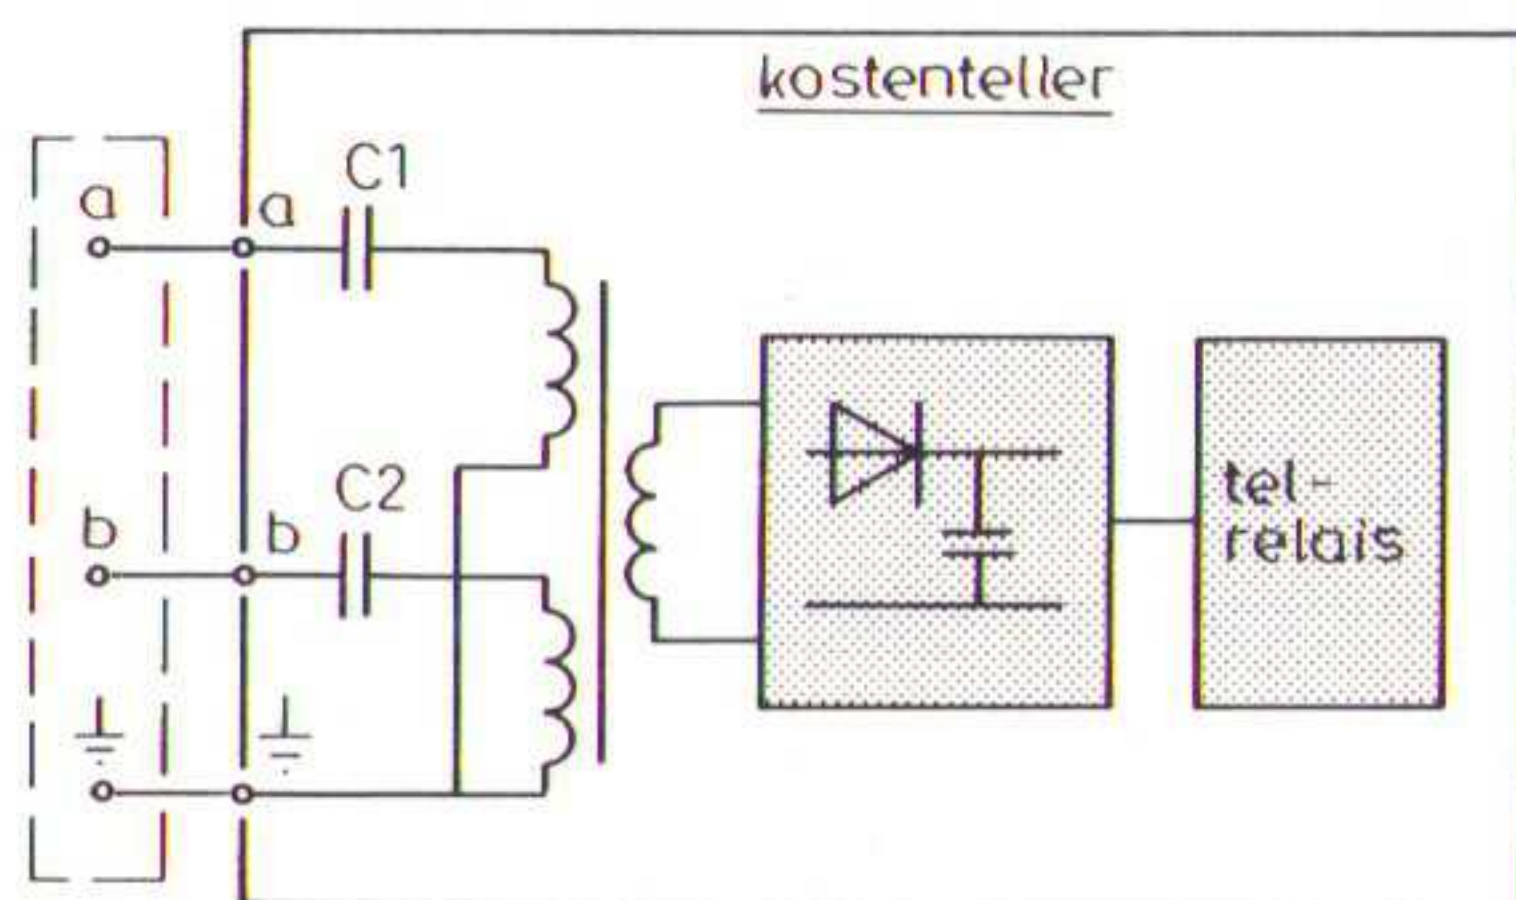 kostenteller
C1
a
a
C2
b
b
tel-
relais